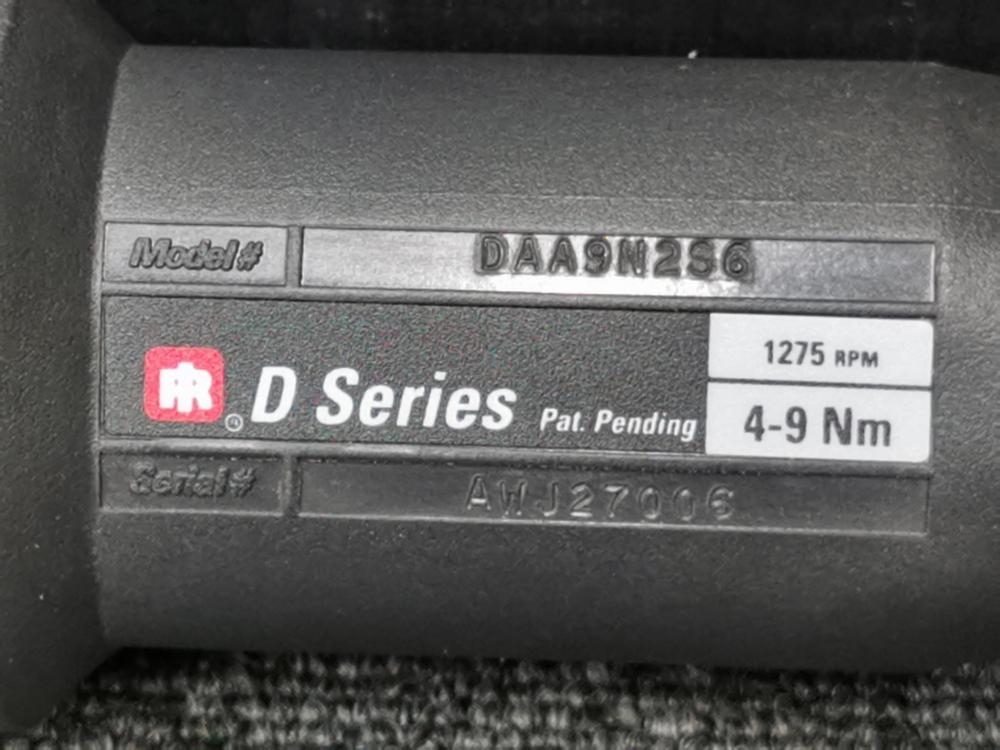 Model# DAA9N2S6
1275 RPM
IR® D Series Pat. Pending
4-9 Nm
Serial# AWJ27006